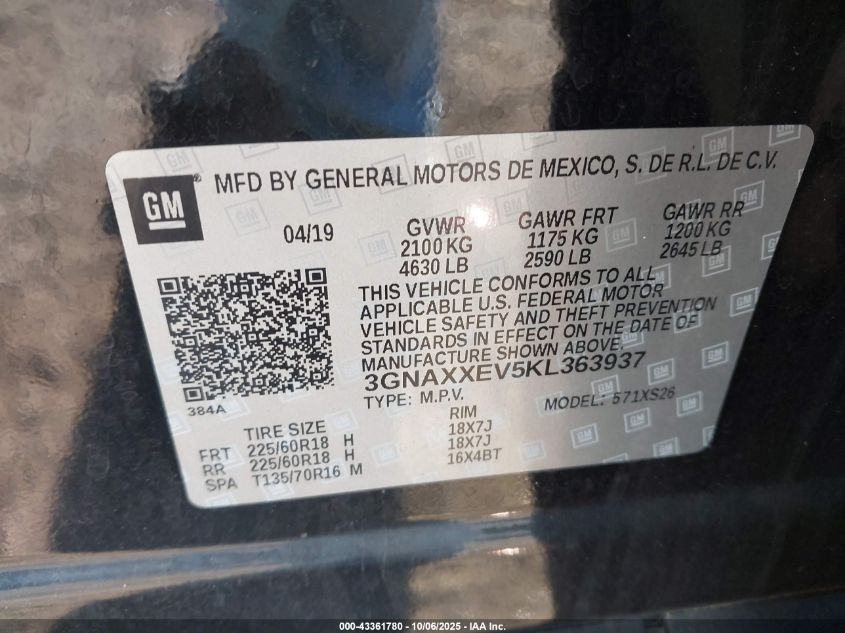 GM
MFD BY GENERAL MOTORS DE MEXICO, S. DE R.L. DE C.V.
04/19
GVWR
2100 KG
4630 LB
GAWR FRT
1175 KG
2590 LB
GAWR RR
1200 KG
2645 LB
THIS VEHICLE CONFORMS TO ALL
APPLICABLE U.S. FEDERAL MOTOR
VEHICLE SAFETY AND THEFT PREVENTION
STANDARDS IN EFFECT ON THE DATE OF
MANUFACTURE SHOWN ABOVE.
3GNAXXEV5KL363937
TYPE: M.P.V.
MODEL: 571XS26
384A
TIRE SIZE
RIM
FRT 225/60R18 H 18X7J
RR 225/60R18 H 18X7J
SPA T135/70R16 M 16X4BT
000-43361780 - 10/06/2025 - IAA Inc.